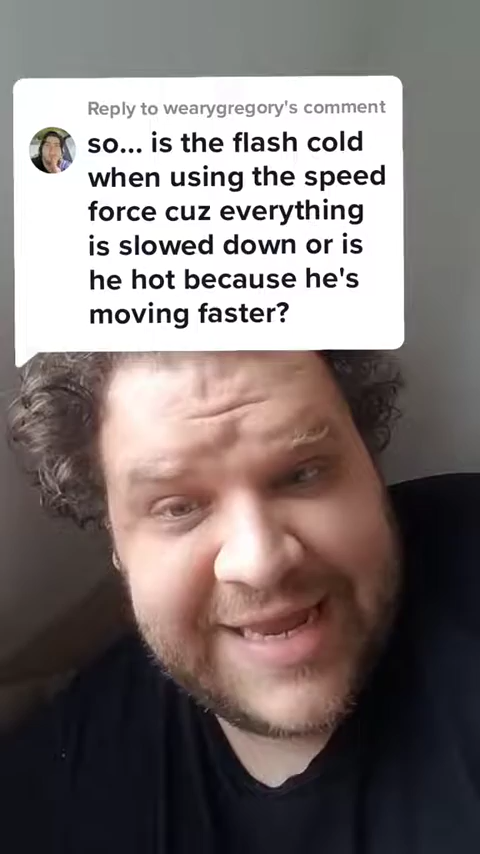 Reply to wearygregory's comment
so... is the flash cold
when using the speed
force cuz everything
is slowed down or is
he hot because he's
moving faster?